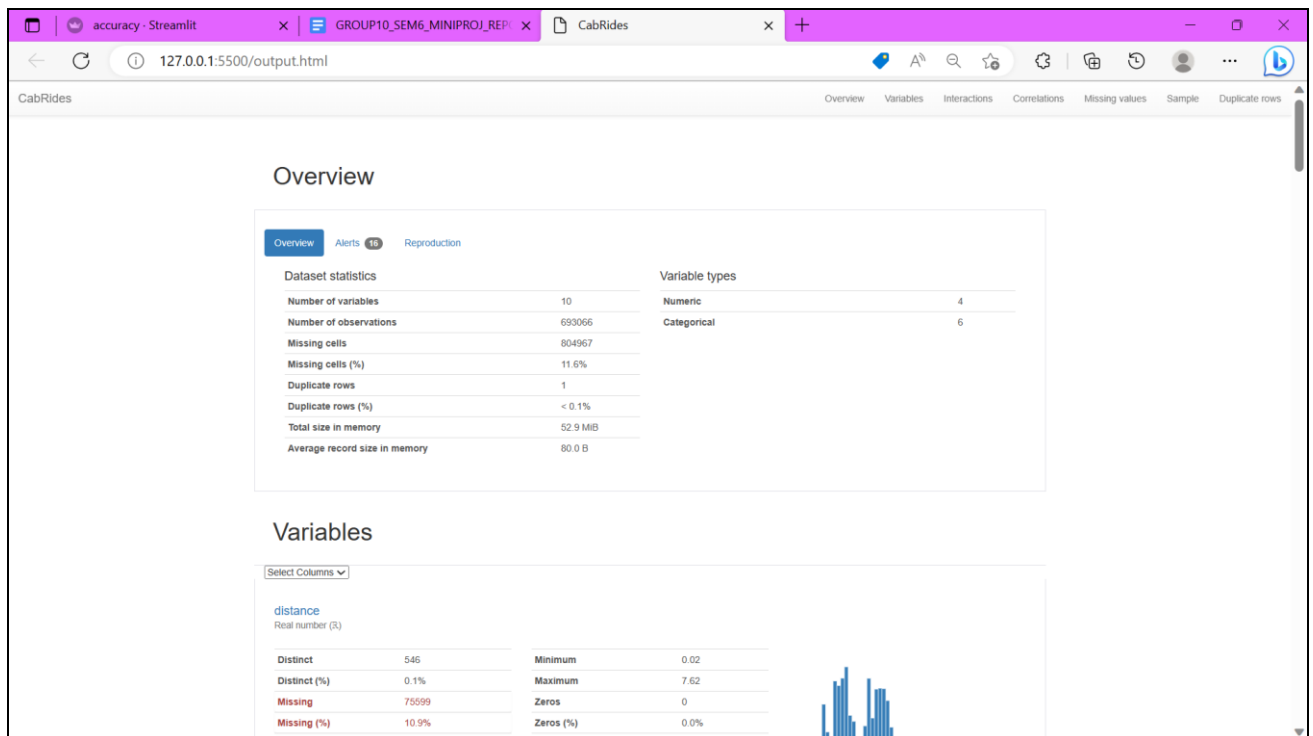 accuracy · Streamlit
GROUP10_SEM6_MINIPROJ_REP
CabRides
127.0.0.1:5500/output.html
CabRides
Overview Variables Interactions Correlations Missing values Sample Duplicate rows
Overview
Overview Alerts 16 Reproduction
Dataset statistics
Number of variables 10
Number of observations 693066
Missing cells 804967
Missing cells (%) 11.6%
Duplicate rows 1
Duplicate rows (%) < 0.1%
Total size in memory 52.9 MiB
Average record size in memory 80.0 B
Variable types
Numeric 4
Categorical 6
Variables
Select Columns
distance
Real number (ℝ)
Distinct 546
Distinct (%) 0.1%
Missing 75599
Missing (%) 10.9%
Minimum 0.02
Maximum 7.62
Zeros 0
Zeros (%) 0.0%